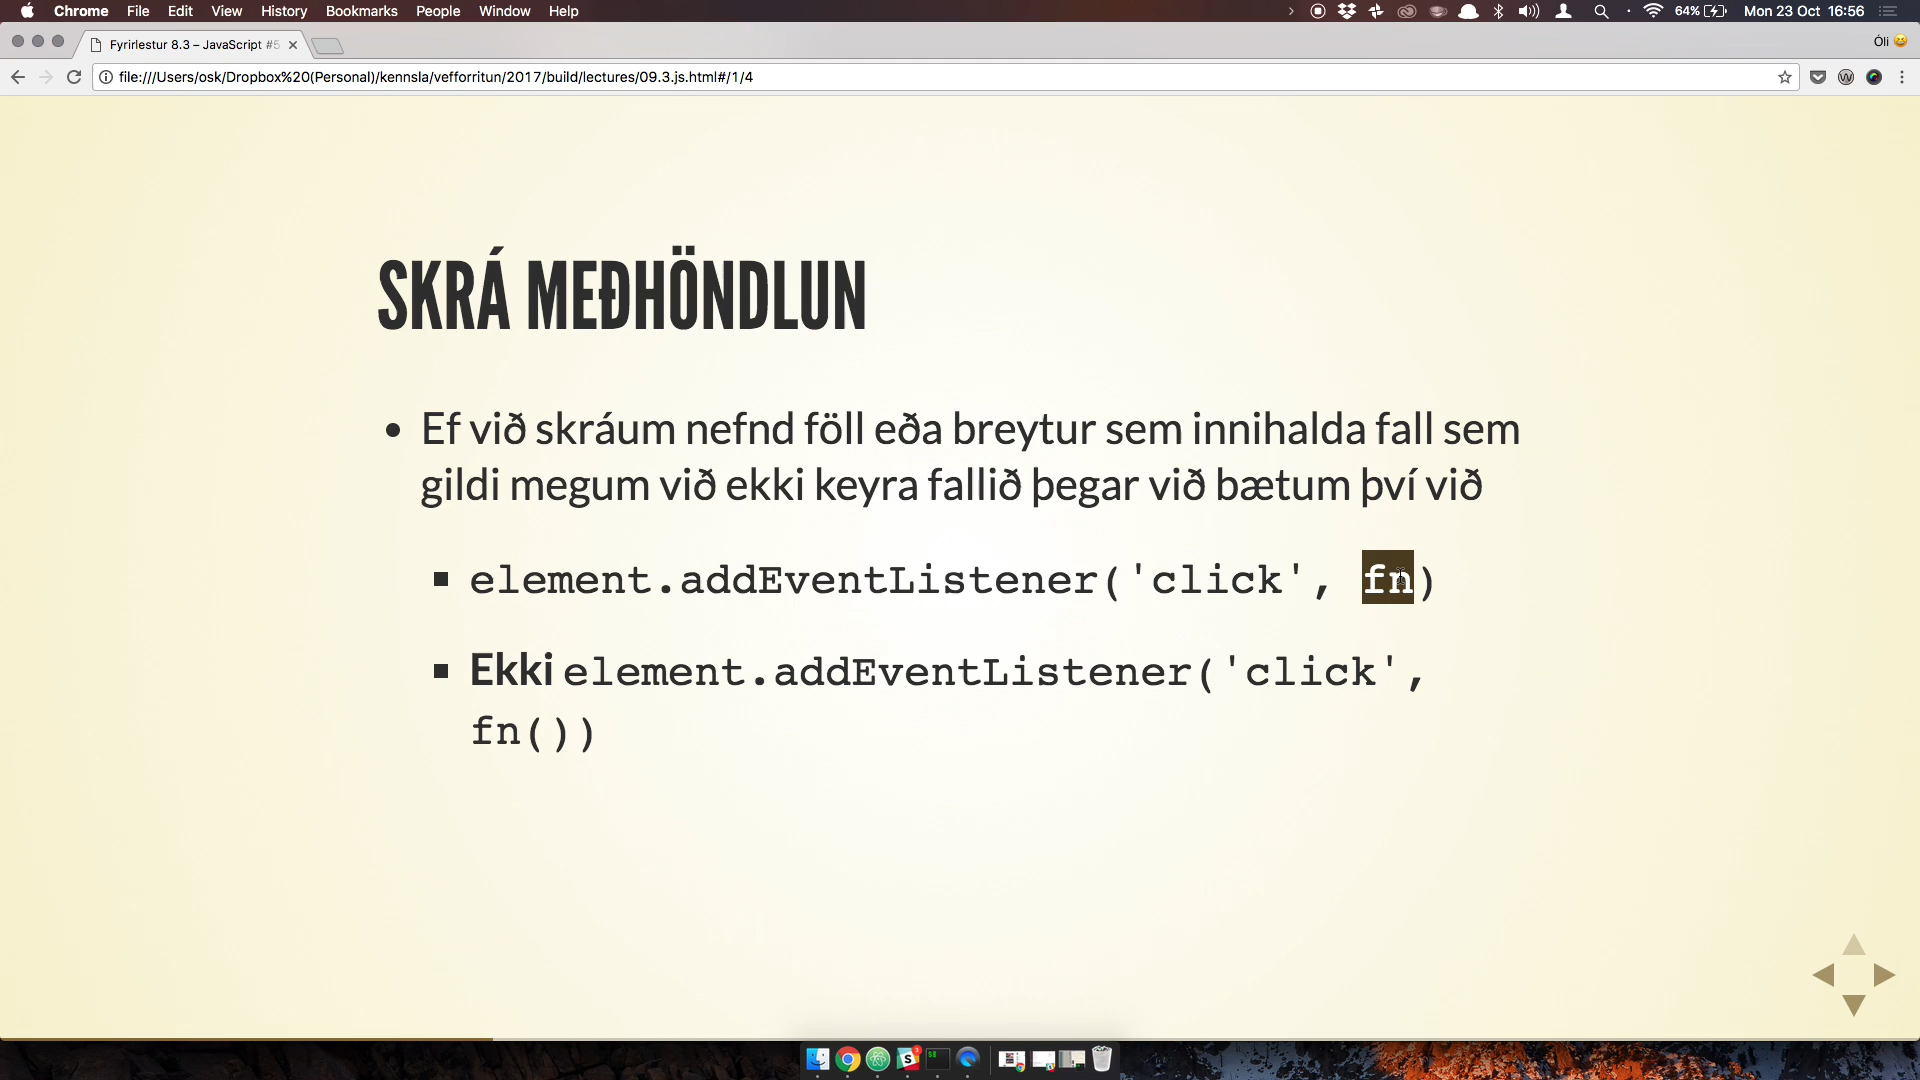 Chrome File Edit View History Bookmarks People Window Help 64% Mon 23 Oct 16:56
Fyrirlestur 8.3 – JavaScript #5 Óli
file:///Users/osk/Dropbox%20(Personal)/kennsla/vefforritun/2017/build/lectures/09.3.js.html#/1/4
SKRÁ MEÐHÖNDLUN
• Ef við skráum nefnd föll eða breytur sem innihalda fall sem
gildi megum við ekki keyra fallið þegar við bætum því við
▪ element.addEventListener('click', fn)
▪ Ekki element.addEventListener('click',
fn())